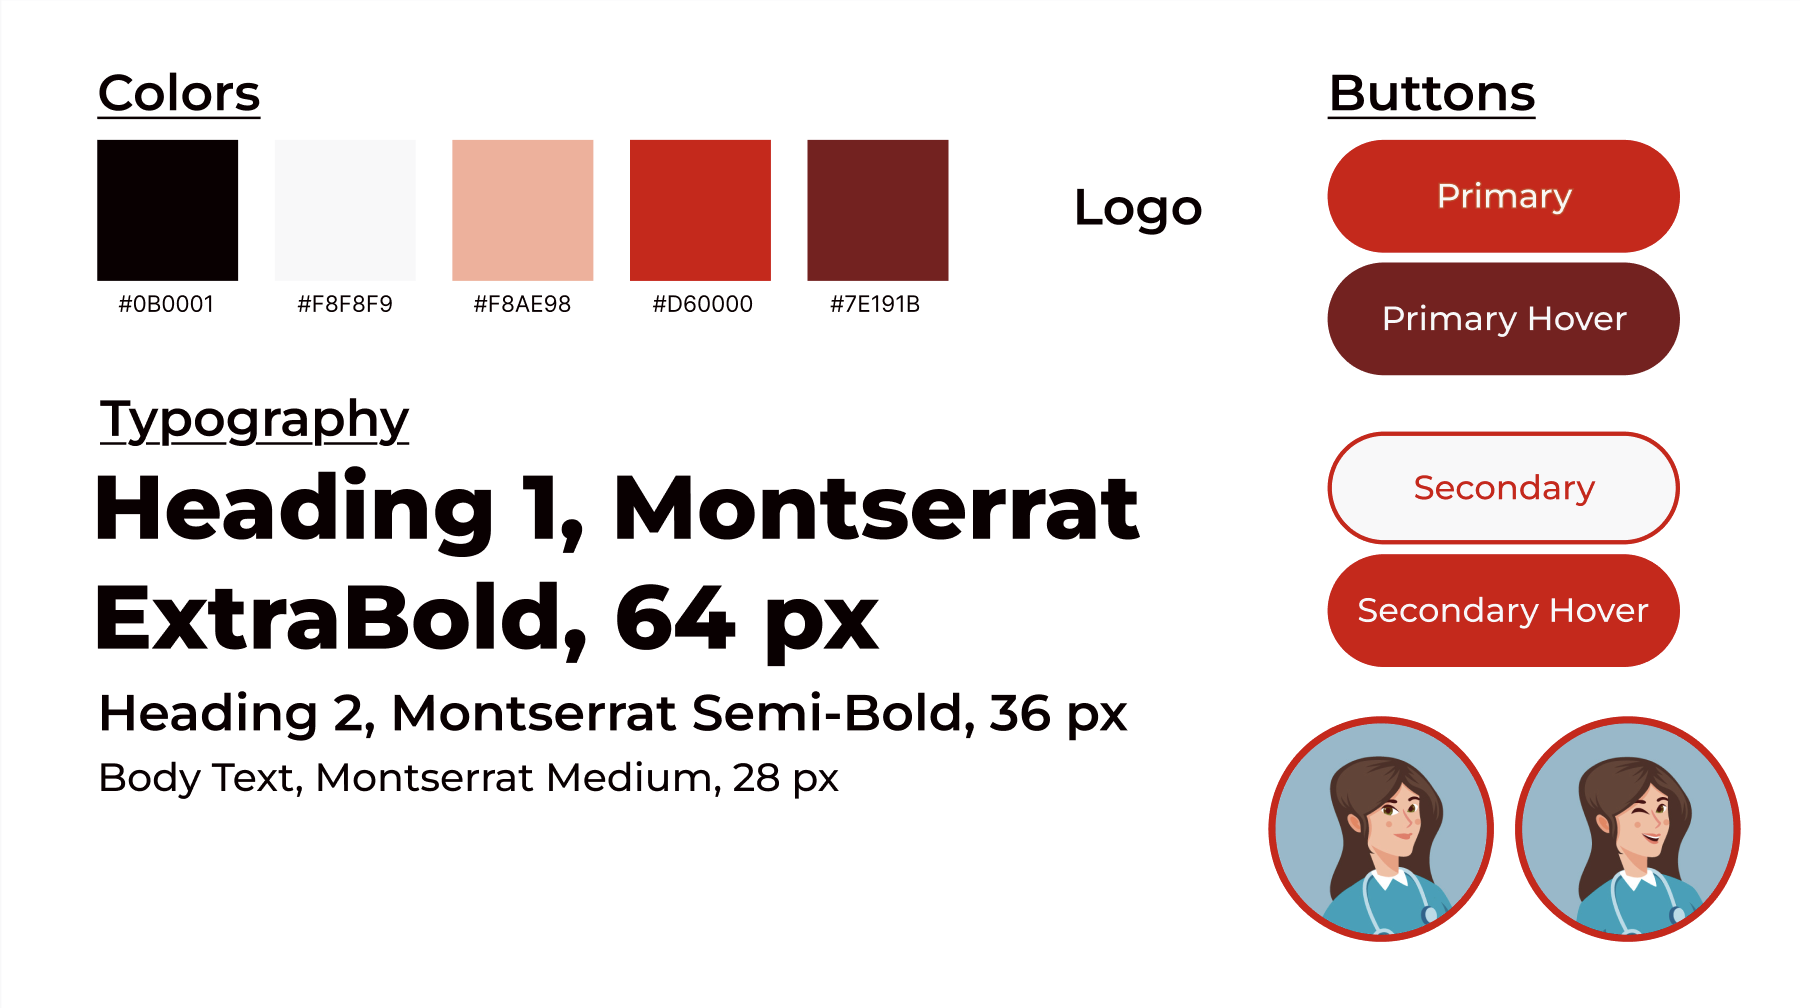 Colors
#0B0001
#F8F8F9
#F8AE98
#D60000
#7E191B
Logo
Typography
Heading 1, Montserrat
ExtraBold, 64 px
Heading 2, Montserrat Semi-Bold, 36 px
Body Text, Montserrat Medium, 28 px
Buttons
Primary
Primary Hover
Secondary
Secondary Hover